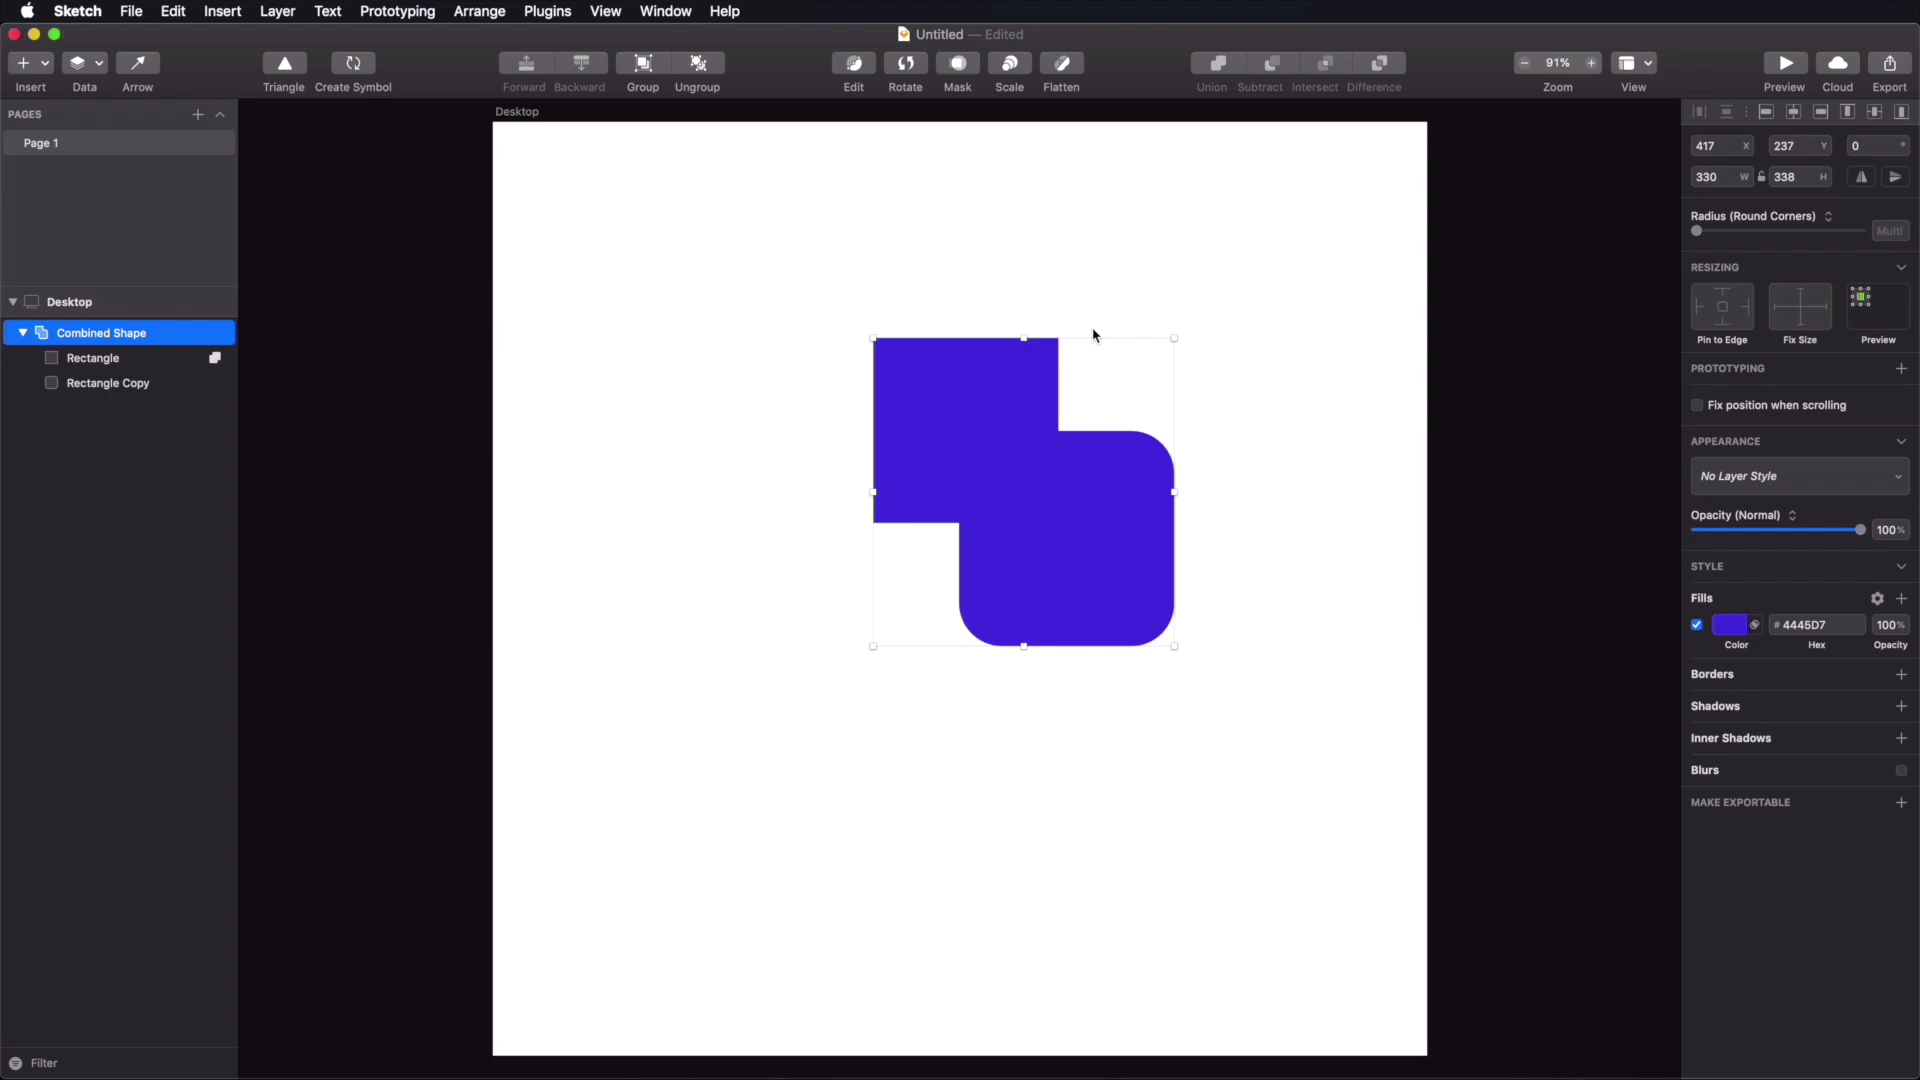 Sketch File Edit Insert Layer Text Prototyping Arrange Plugins View Window Help
Untitled — Edited
91%
Insert Data Arrow Triangle Create Symbol Forward Backward Group Ungroup Edit Rotate Mask Scale Flatten Union Subtract Intersect Difference Zoom View Preview Cloud Export
PAGES
Page 1
Desktop
Combined Shape
Rectangle
Rectangle Copy
Filter
Desktop
417 X 237 Y 0 °
330 W 338 H
Radius (Round Corners)
Multi
RESIZING
Pin to Edge Fix Size Preview
PROTOTYPING
Fix position when scrolling
APPEARANCE
No Layer Style
Opacity (Normal)
100%
STYLE
Fills
# 4445D7 100%
Color Hex Opacity
Borders
Shadows
Inner Shadows
Blurs
MAKE EXPORTABLE